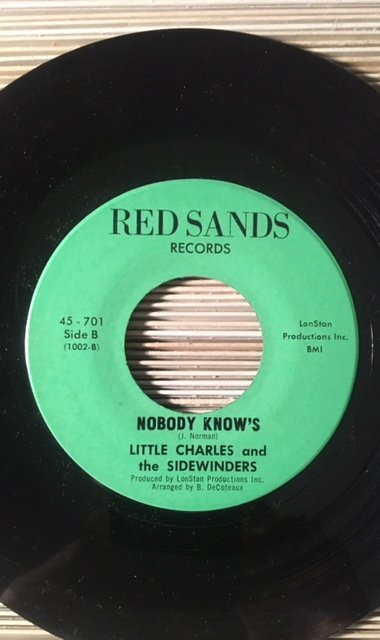 RED SANDS
RECORDS
45 - 701
Side B
(1002-B)
LonStan
Productions Inc.
BMI
NOBODY KNOW'S
(J. Norman)
LITTLE CHARLES and
the SIDEWINDERS
Produced by LonStan Productions Inc.
Arranged by B. DeCoteaux